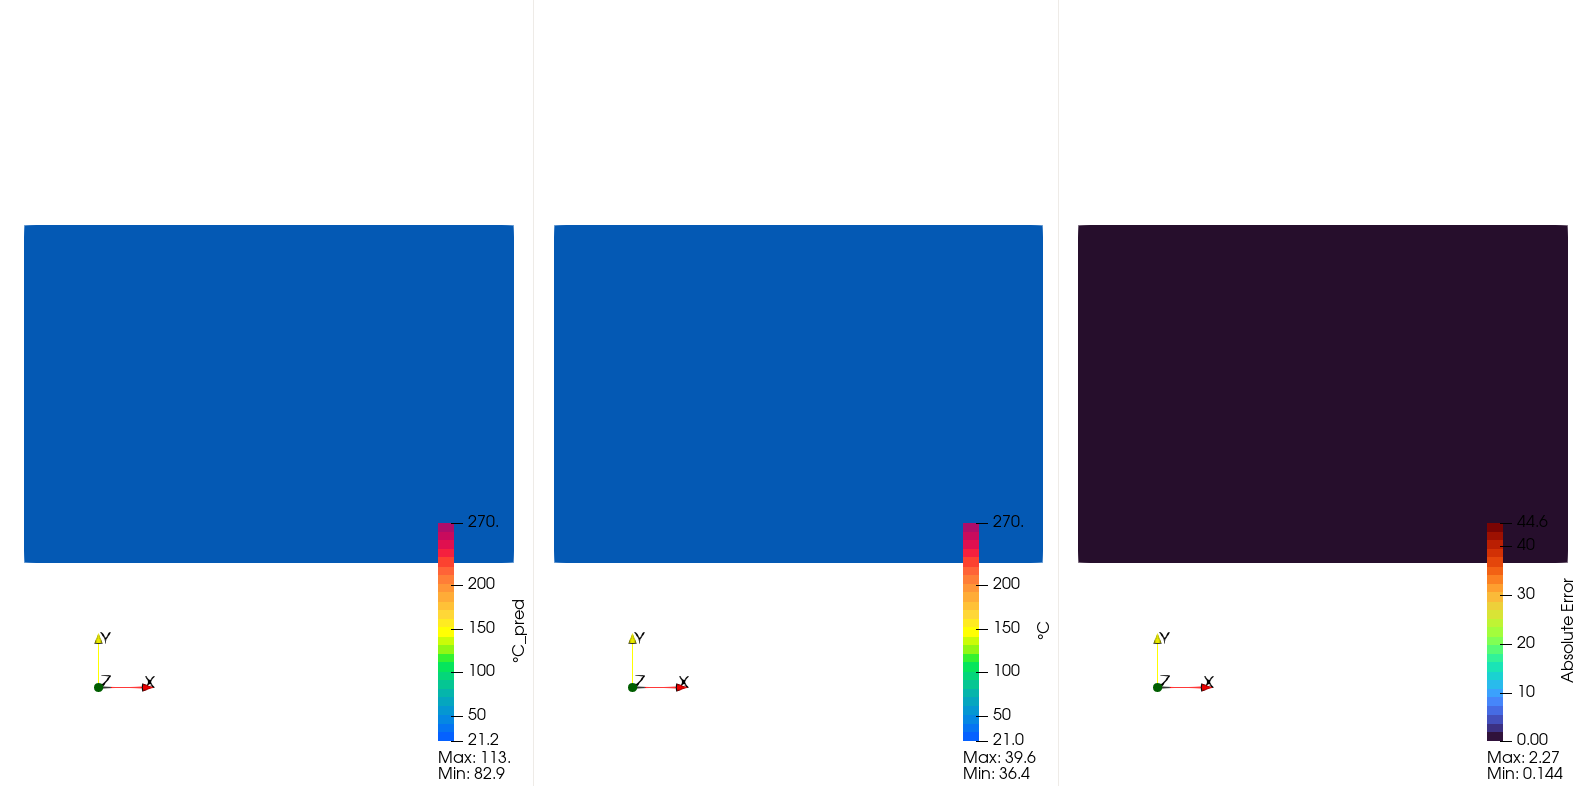 270.
200
150
100
50
21.2
°C_pred
Max: 113.
Min: 82.9
Y
Z
X
270.
200
150
100
50
21.0
°C
Max: 39.6
Min: 36.4
Y
Z
X
44.6
40
30
20
10
0.00
Absolute Error
Max: 2.27
Min: 0.144
Y
Z
X